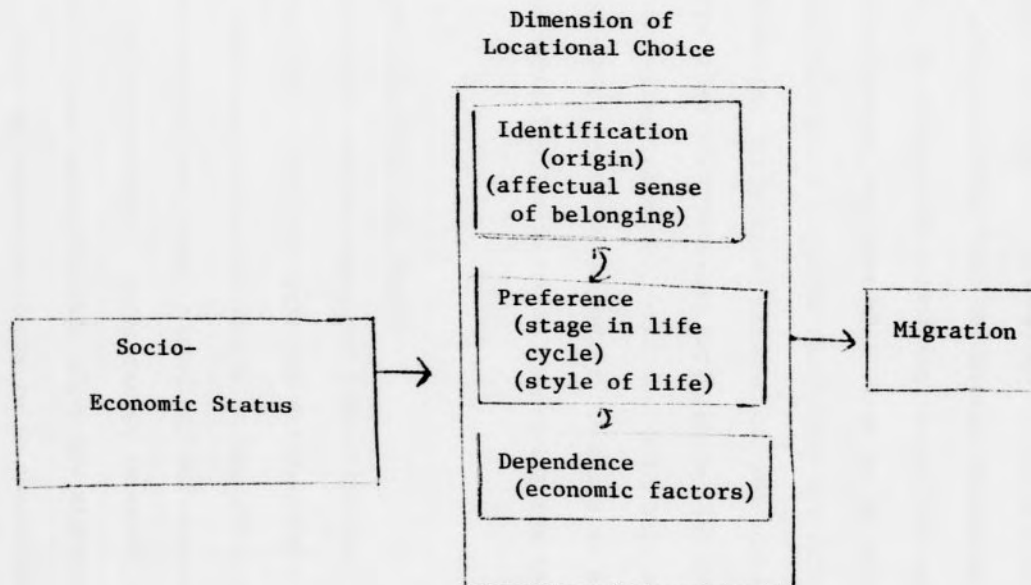 Dimension of
Locational Choice
Identification
(origin)
(affectual sense
of belonging)
Preference
(stage in life
cycle)
(style of life)
Dependence
(economic factors)
Socio-
Economic Status
Migration